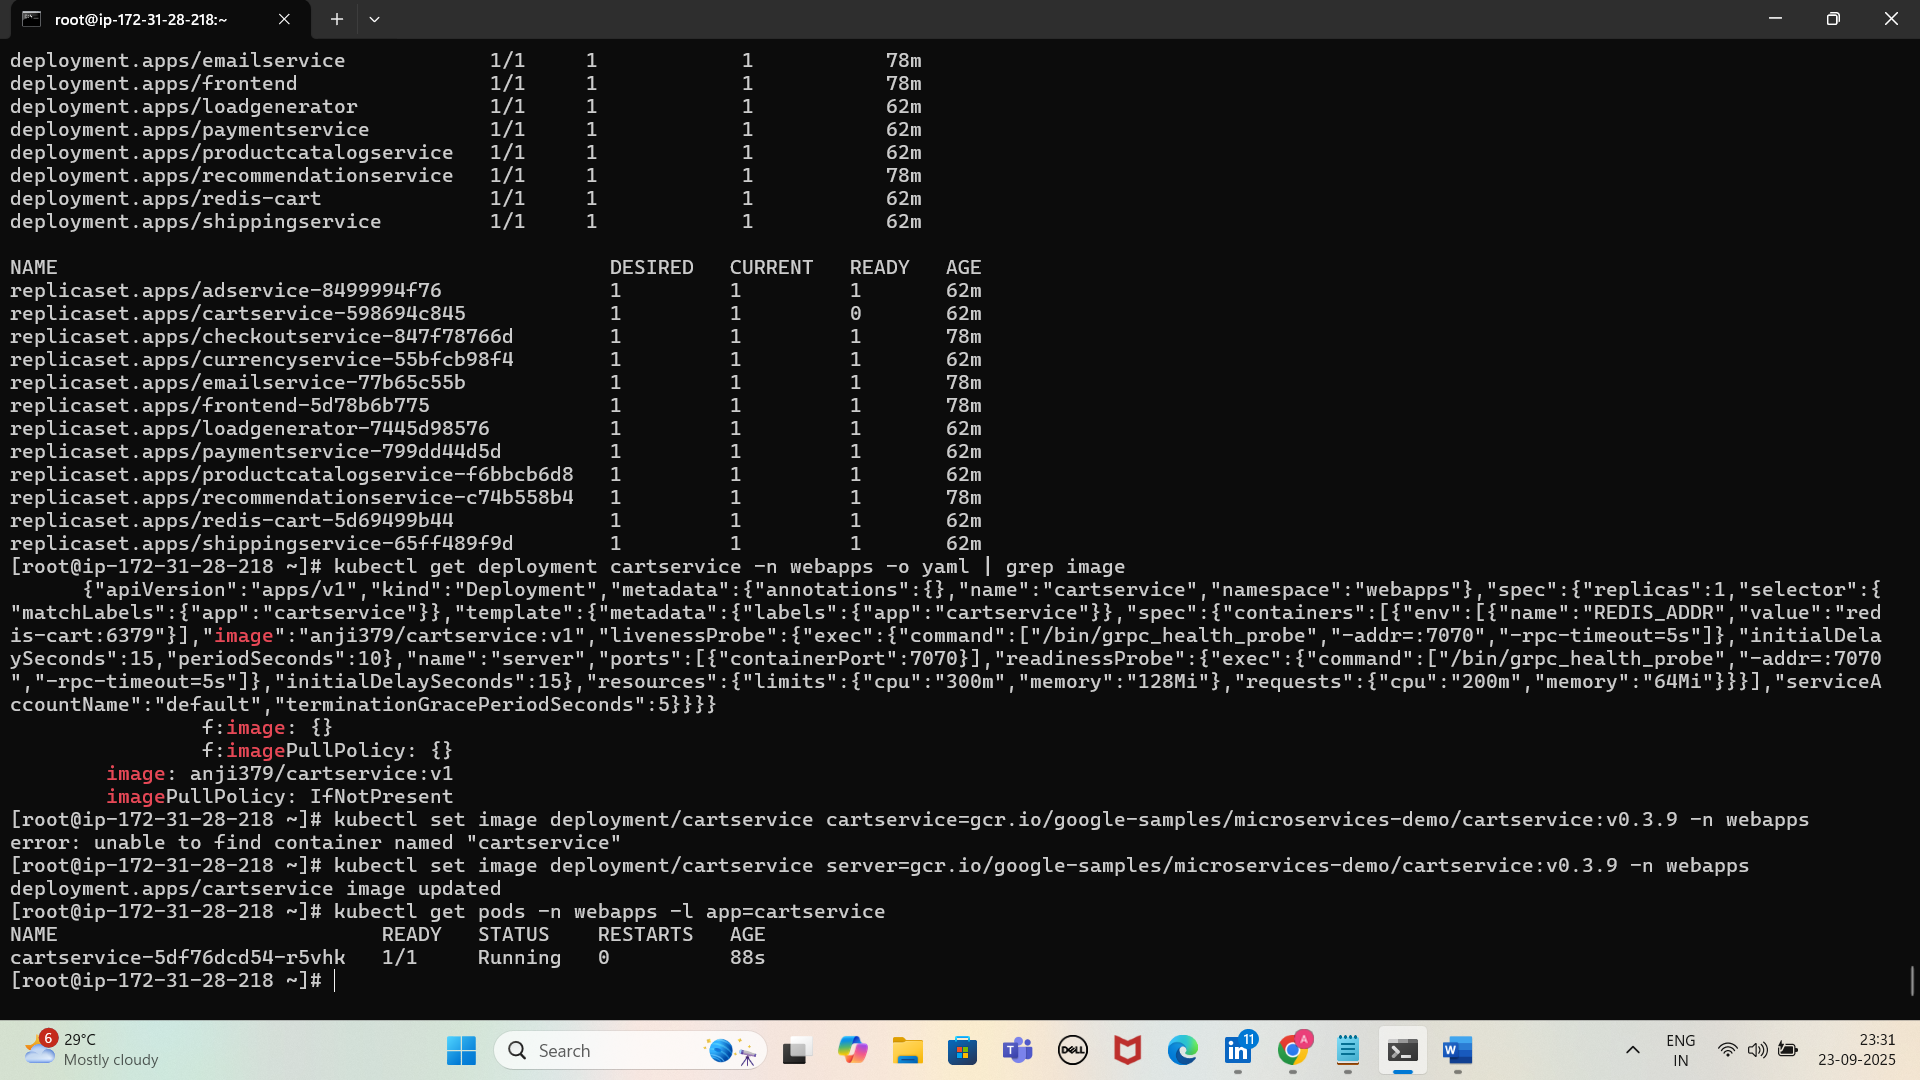 root@ip-172-31-28-218:~
deployment.apps/emailservice 1/1 1 1 78m
deployment.apps/frontend 1/1 1 1 78m
deployment.apps/loadgenerator 1/1 1 1 62m
deployment.apps/paymentservice 1/1 1 1 62m
deployment.apps/productcatalogservice 1/1 1 1 62m
deployment.apps/recommendationservice 1/1 1 1 78m
deployment.apps/redis-cart 1/1 1 1 62m
deployment.apps/shippingservice 1/1 1 1 62m
NAME DESIRED CURRENT READY AGE
replicaset.apps/adservice-8499994f76 1 1 1 62m
replicaset.apps/cartservice-598694c845 1 1 0 62m
replicaset.apps/checkoutservice-847f78766d 1 1 1 78m
replicaset.apps/currencyservice-55bfcb98f4 1 1 1 62m
replicaset.apps/emailservice-77b65c55b 1 1 1 78m
replicaset.apps/frontend-5d78b6b775 1 1 1 78m
replicaset.apps/loadgenerator-7445d98576 1 1 1 62m
replicaset.apps/paymentservice-799dd44d5d 1 1 1 62m
replicaset.apps/productcatalogservice-f6bbcb6d8 1 1 1 62m
replicaset.apps/recommendationservice-c74b558b4 1 1 1 78m
replicaset.apps/redis-cart-5d69499b44 1 1 1 62m
replicaset.apps/shippingservice-65ff489f9d 1 1 1 62m
[root@ip-172-31-28-218 ~]# kubectl get deployment cartservice -n webapps -o yaml | grep image
{"apiVersion":"apps/v1","kind":"Deployment","metadata":{"annotations":{},"name":"cartservice","namespace":"webapps"},"spec":{"replicas":1,"selector":{
"matchLabels":{"app":"cartservice"}},"template":{"metadata":{"labels":{"app":"cartservice"}},"spec":{"containers":[{"env":[{"name":"REDIS_ADDR","value":"red
is-cart:6379"}],"image":"anji379/cartservice:v1","livenessProbe":{"exec":{"command":["/bin/grpc_health_probe","-addr=:7070","-rpc-timeout=5s"]},"initialDela
ySeconds":15,"periodSeconds":10},"name":"server","ports":[{"containerPort":7070}],"readinessProbe":{"exec":{"command":["/bin/grpc_health_probe","-addr=:7070
","-rpc-timeout=5s"]},"initialDelaySeconds":15},"resources":{"limits":{"cpu":"300m","memory":"128Mi"},"requests":{"cpu":"200m","memory":"64Mi"}}}],"serviceA
ccountName":"default","terminationGracePeriodSeconds":5}}}}
f:image: {}
f:imagePullPolicy: {}
image: anji379/cartservice:v1
imagePullPolicy: IfNotPresent
[root@ip-172-31-28-218 ~]# kubectl set image deployment/cartservice cartservice=gcr.io/google-samples/microservices-demo/cartservice:v0.3.9 -n webapps
error: unable to find container named "cartservice"
[root@ip-172-31-28-218 ~]# kubectl set image deployment/cartservice server=gcr.io/google-samples/microservices-demo/cartservice:v0.3.9 -n webapps
deployment.apps/cartservice image updated
[root@ip-172-31-28-218 ~]# kubectl get pods -n webapps -l app=cartservice
NAME READY STATUS RESTARTS AGE
cartservice-5df76dcd54-r5vhk 1/1 Running 0 88s
[root@ip-172-31-28-218 ~]#
6
29°C
Mostly cloudy
Search
DELL
11
A
W
ENG
IN
23:31
23-09-2025